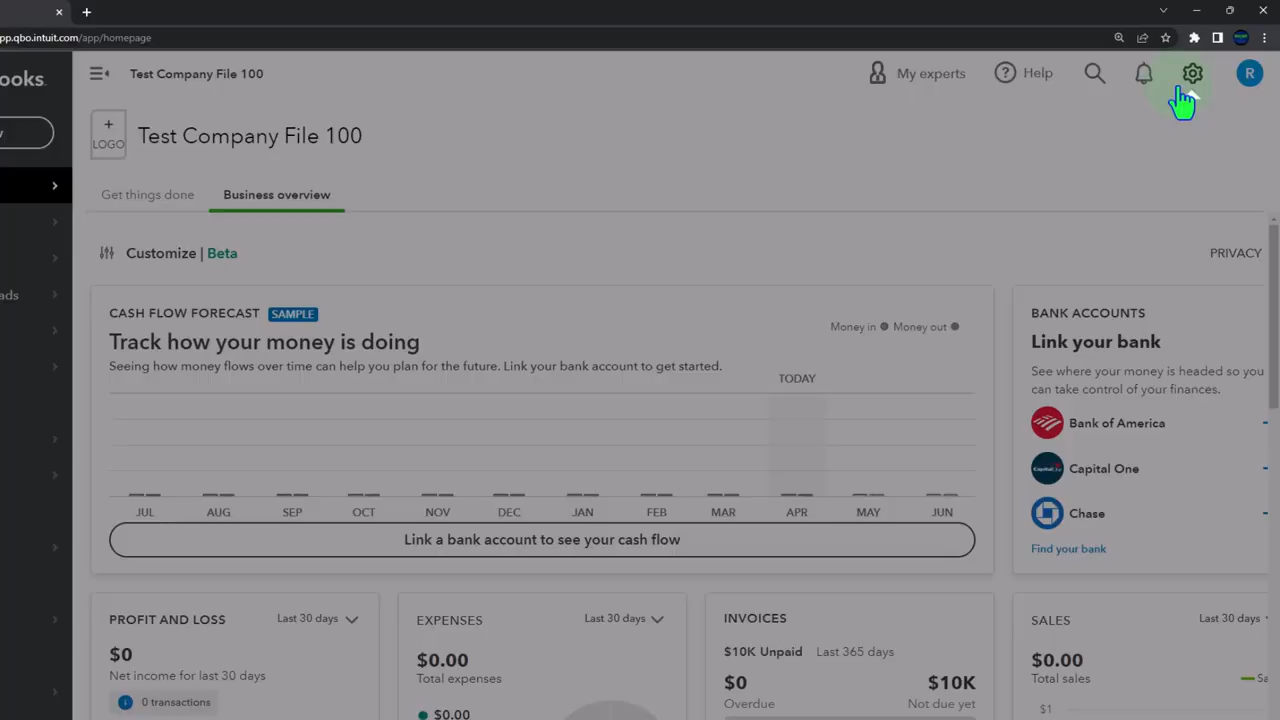 pp.qbo.intuit.com/app/homepage
ooks.
Test Company File 100
My experts
Help
R
+
LOGO
Test Company File 100
Get things done
Business overview
Customize | Beta
PRIVACY
ads
CASH FLOW FORECAST SAMPLE
Track how your money is doing
Seeing how money flows over time can help you plan for the future. Link your bank account to get started.
Money in Money out
TODAY
JUL AUG SEP OCT NOV DEC JAN FEB MAR APR MAY JUN
Link a bank account to see your cash flow
BANK ACCOUNTS
Link your bank
See where your money is headed so you
can take control of your finances.
Bank of America
Capital One
Chase
Find your bank
PROFIT AND LOSS Last 30 days
$0
Net income for last 30 days
0 transactions
EXPENSES Last 30 days
$0.00
Total expenses
$0.00
INVOICES
$10K Unpaid Last 365 days
$0 $10K
Overdue Not due yet
SALES Last 30 days
$0.00
Total sales
Sa
$1